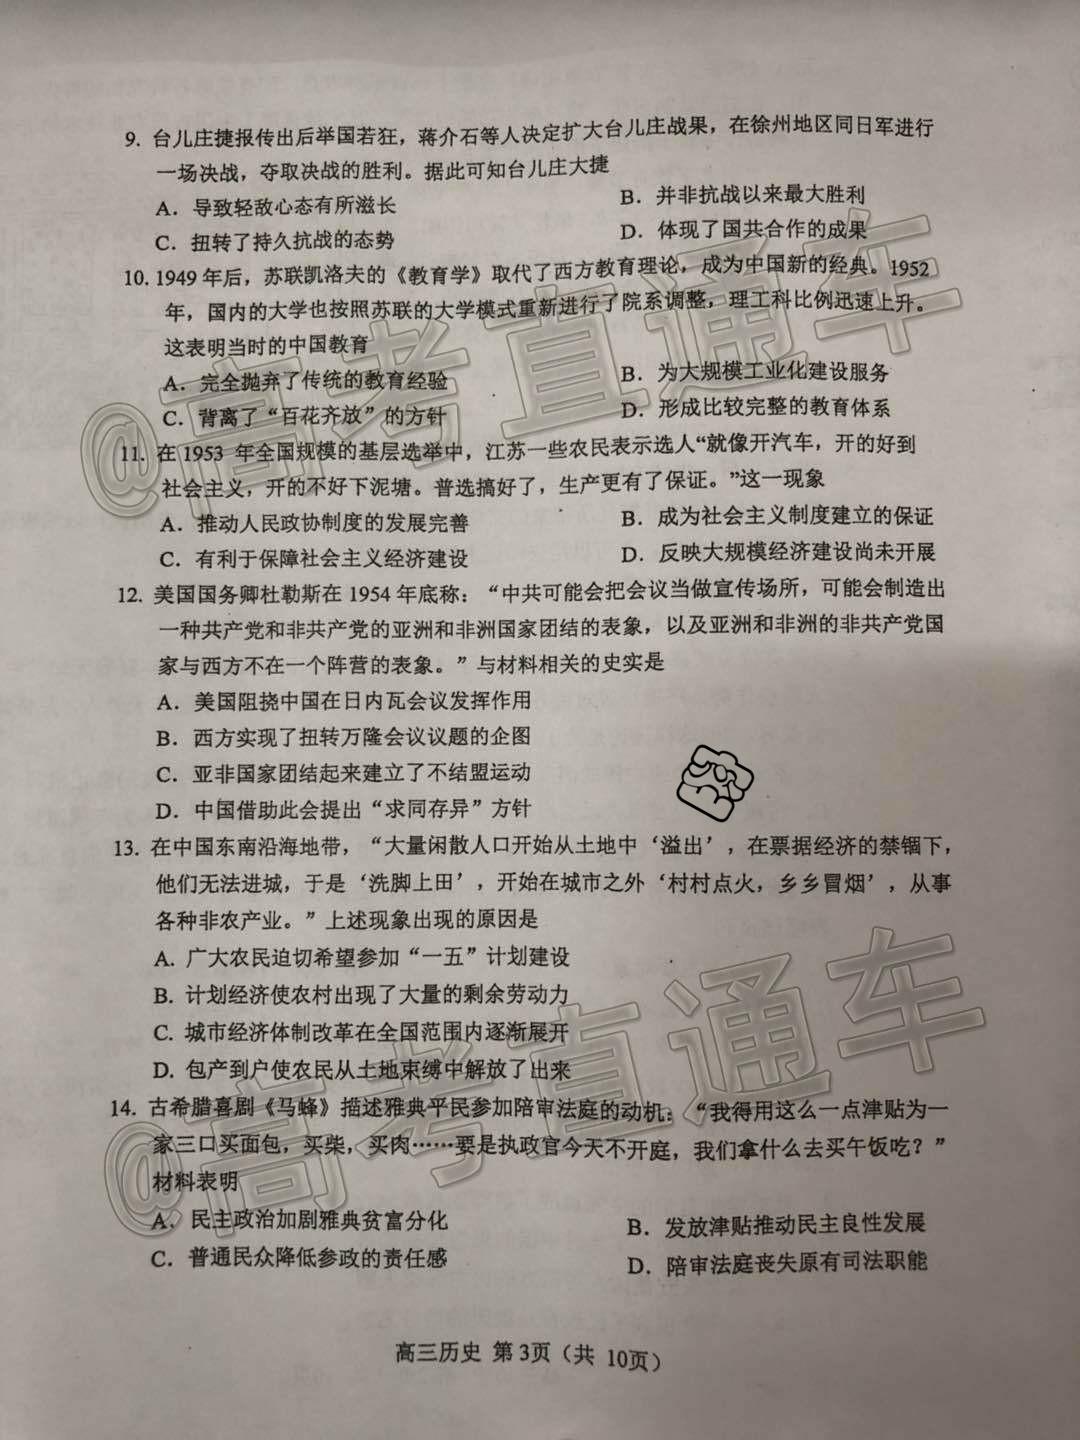 9. 台儿庄捷报传出后举国若狂，蒋介石等人决定扩大台儿庄战果，在徐州地区同日军进行
一场决战，夺取决战的胜利。据此可知台儿庄大捷
A. 导致轻敌心态有所滋长 B. 并非抗战以来最大胜利
C. 扭转了持久抗战的态势 D. 体现了国共合作的成果
10. 1949 年后，苏联凯洛夫的《教育学》取代了西方教育理论，成为中国新的经典。1952
年，国内的大学也按照苏联的大学模式重新进行了院系调整，理工科比例迅速上升。
这表明当时的中国教育
A. 完全抛弃了传统的教育经验 B. 为大规模工业化建设服务
C. 背离了“百花齐放”的方针 D. 形成比较完整的教育体系
11. 在 1953 年全国规模的基层选举中，江苏一些农民表示选人“就像开汽车，开的好到
社会主义，开的不好下泥塘。普选搞好了，生产更有了保证。”这一现象
A. 推动人民政协制度的发展完善 B. 成为社会主义制度建立的保证
C. 有利于保障社会主义经济建设 D. 反映大规模经济建设尚未开展
12. 美国国务卿杜勒斯在 1954 年底称：“中共可能会把会议当做宣传场所，可能会制造出
一种共产党和非共产党的亚洲和非洲国家团结的表象，以及亚洲和非洲的非共产党国
家与西方不在一个阵营的表象。”与材料相关的史实是
A. 美国阻挠中国在日内瓦会议发挥作用
B. 西方实现了扭转万隆会议议题的企图
C. 亚非国家团结起来建立了不结盟运动
D. 中国借助此会提出“求同存异”方针
13. 在中国东南沿海地带，“大量闲散人口开始从土地中‘溢出’，在票据经济的禁锢下，
他们无法进城，于是‘洗脚上田’，开始在城市之外‘村村点火，乡乡冒烟’，从事
各种非农产业。”上述现象出现的原因是
A. 广大农民迫切希望参加“一五”计划建设
B. 计划经济使农村出现了大量的剩余劳动力
C. 城市经济体制改革在全国范围内逐渐展开
D. 包产到户使农民从土地束缚中解放了出来
14. 古希腊喜剧《马蜂》描述雅典平民参加陪审法庭的动机：“我得用这么一点津贴为一
家三口买面包，买柴，买肉……要是执政官今天不开庭，我们拿什么去买午饭吃？”
材料表明
A. 民主政治加剧雅典贫富分化 B. 发放津贴推动民主良性发展
C. 普通民众降低参政的责任感 D. 陪审法庭丧失原有司法职能
高三历史 第 3页（共 10页）
@高考直通车
@高考直通车